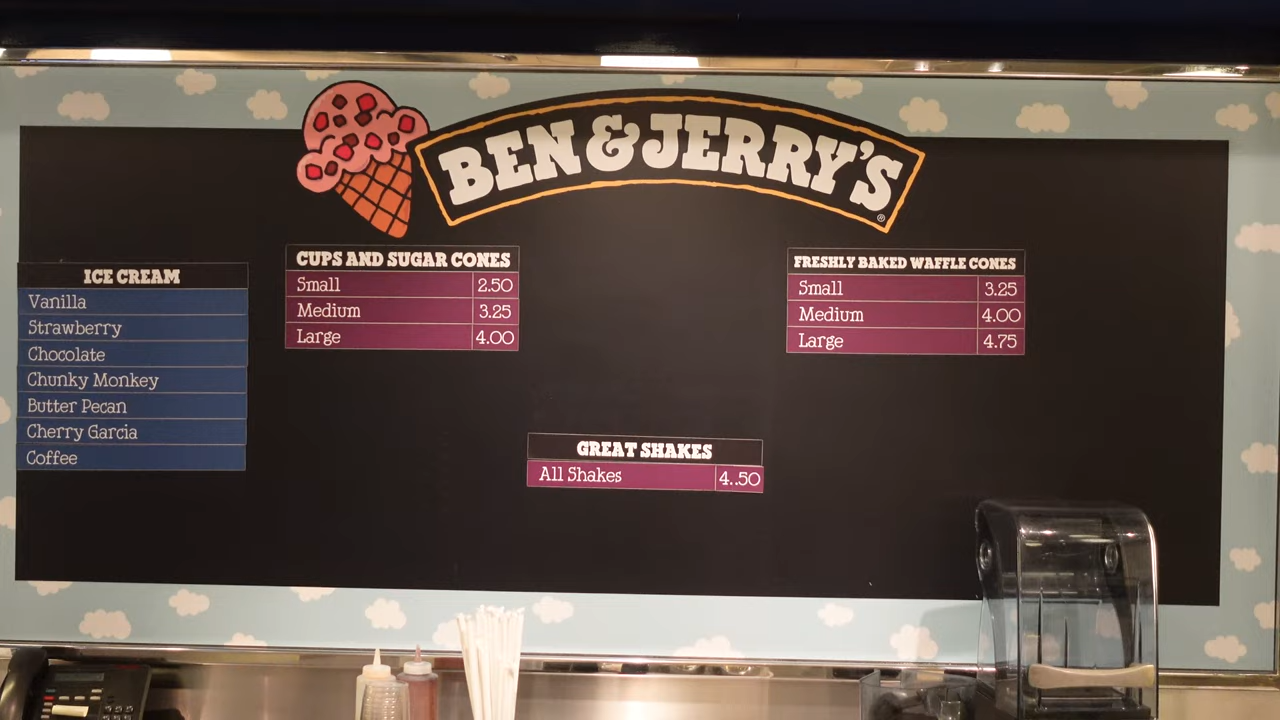 BEN & JERRY'S
®
ICE CREAM
Vanilla
Strawberry
Chocolate
Chunky Monkey
Butter Pecan
Cherry Garcia
Coffee
CUPS AND SUGAR CONES
Small 2.50
Medium 3.25
Large 4.00
GREAT SHAKES
All Shakes 4..50
FRESHLY BAKED WAFFLE CONES
Small 3.25
Medium 4.00
Large 4.75